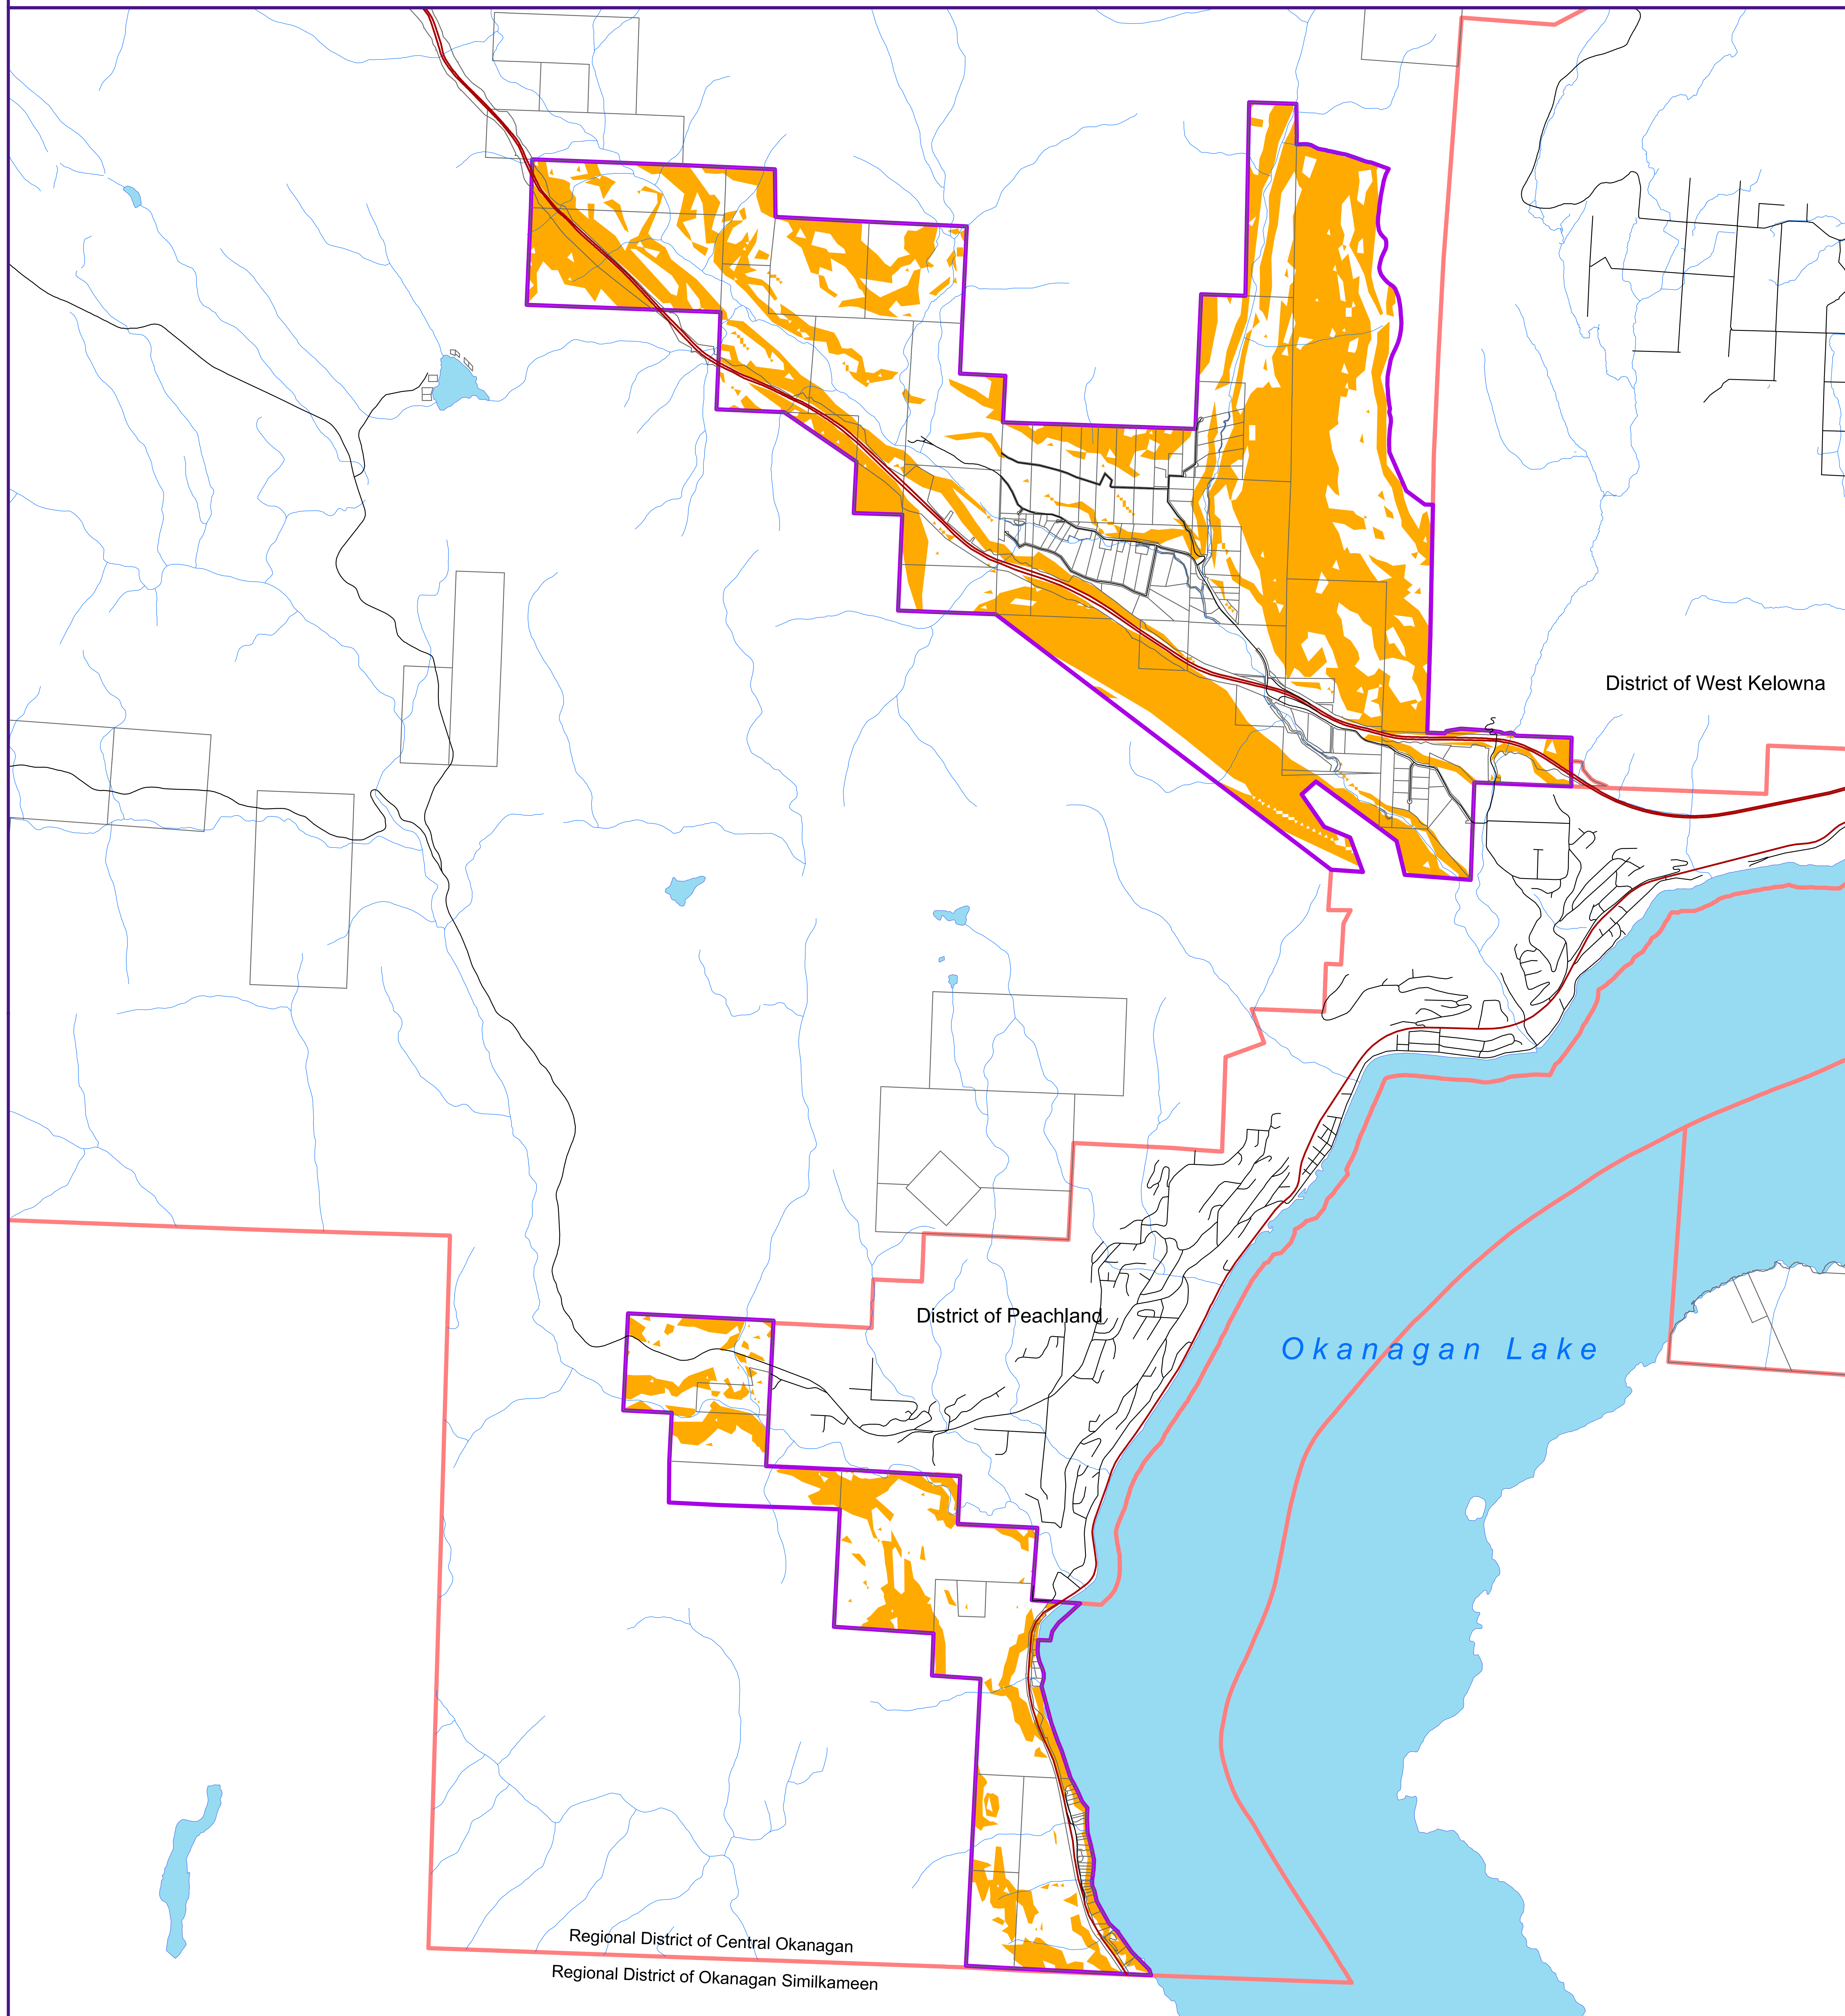 District of West Kelowna
District of Peachland
Okanagan Lake
Regional District of Central Okanagan
Regional District of Okanagan Similkameen